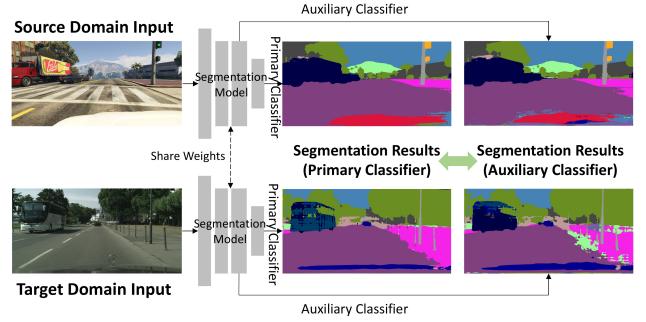 Auxiliary Classifier
Source Domain Input
Segmentation
Model
Primary Classifier
Share Weights
Segmentation Results
(Primary Classifier)
Segmentation Results
(Auxiliary Classifier)
Segmentation
Model
Primary Classifier
Target Domain Input
Auxiliary Classifier